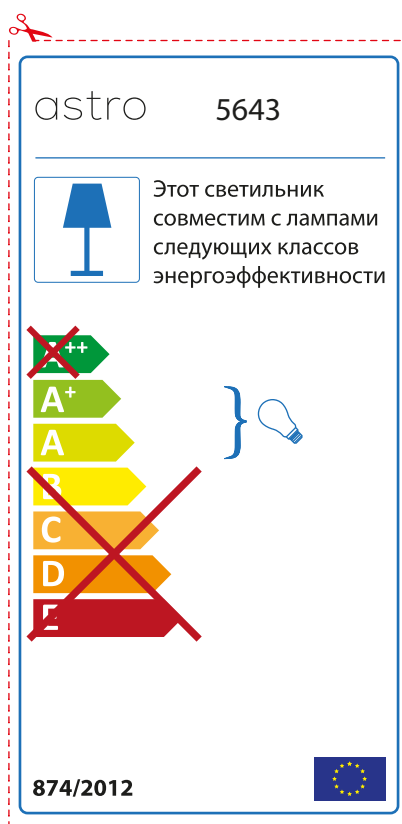 astro 5643
Этот светильник
совместим с лампами
следующих классов
энергоэффективности
A++
A+
A
B
C
D
E
874/2012